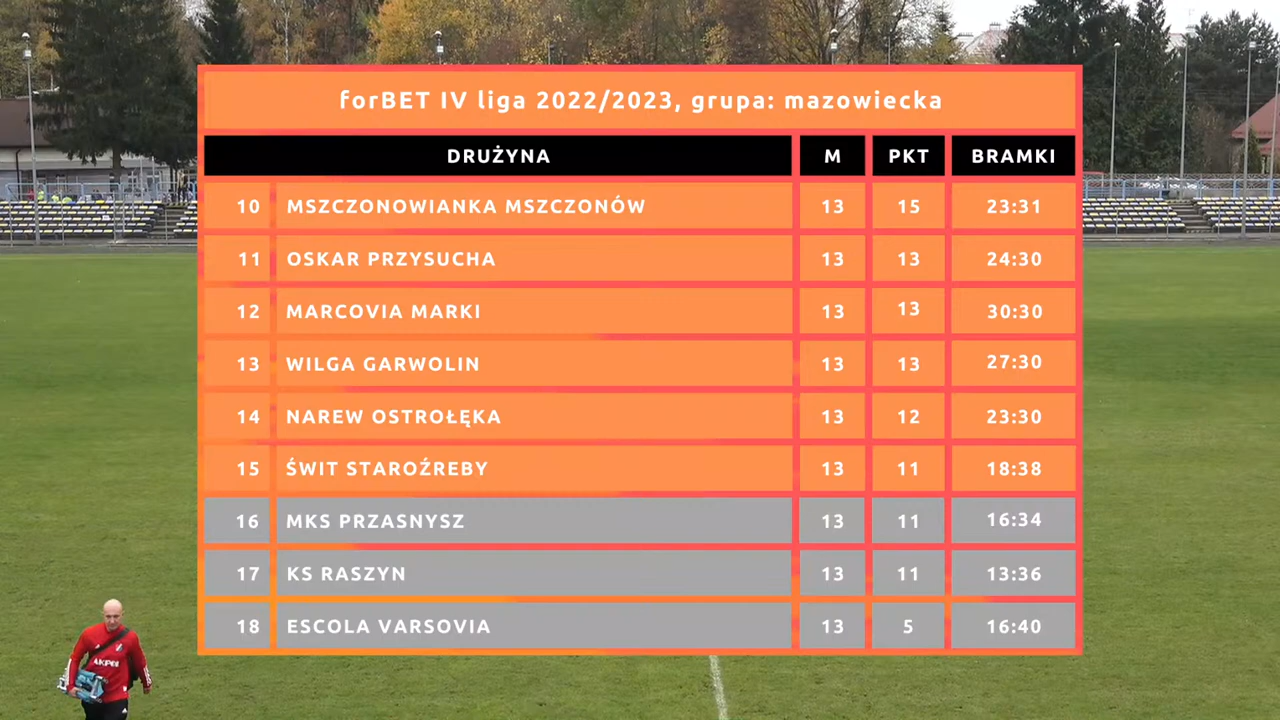 forBET IV liga 2022/2023, grupa: mazowiecka
DRUŻYNA M PKT BRAMKI
10 MSZCZONOWIANKA MSZCZONÓW 13 15 23:31
11 OSKAR PRZYSUCHA 13 13 24:30
12 MARCOVIA MARKI 13 13 30:30
13 WILGA GARWOLIN 13 13 27:30
14 NAREW OSTROŁĘKA 13 12 23:30
15 ŚWIT STAROŹREBY 13 11 18:38
16 MKS PRZASNYSZ 13 11 16:34
17 KS RASZYN 13 11 13:36
18 ESCOLA VARSOVIA 13 5 16:40